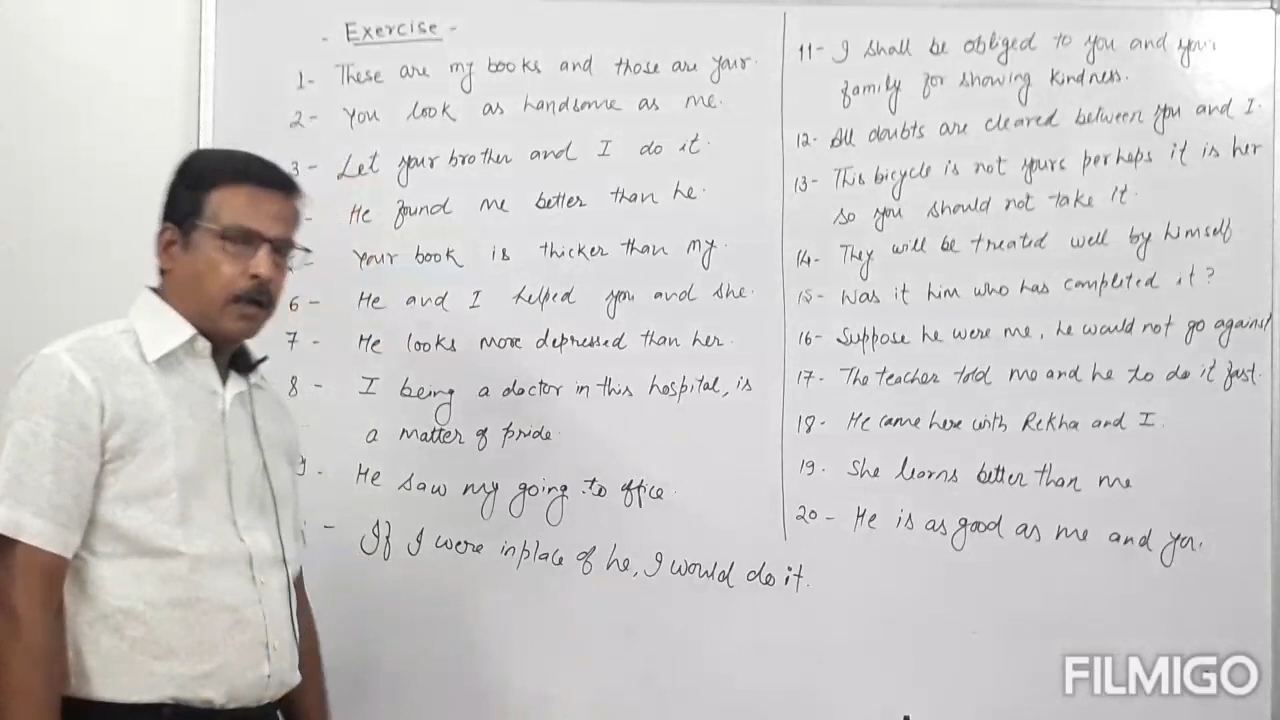 - Exercise -
1- These are my books and those are your.
2- You look as handsome as me.
3- Let your brother and I do it.
- He found me better than he.
- Your book is thicker than my.
6- He and I helped you and she.
7- He looks more depressed than her.
8- I being a doctor in this hospital, is
a matter of pride.
9. He saw my going to office.
- If I were inplace of he, I would do it.
11- I shall be obliged to you and your
family for showing kindness.
12- All doubts are cleared between you and I.
13- This bicycle is not yours perhaps it is her
so you should not take it.
14- They will be treated well by himself
15- Was it him who has completed it?
16- Suppose he were me, he would not go against
17- The teacher told me and he to do it fast.
18- He came here with Rekha and I.
19. She learns better than me
20- He is as good as me and you.
FILMIGO